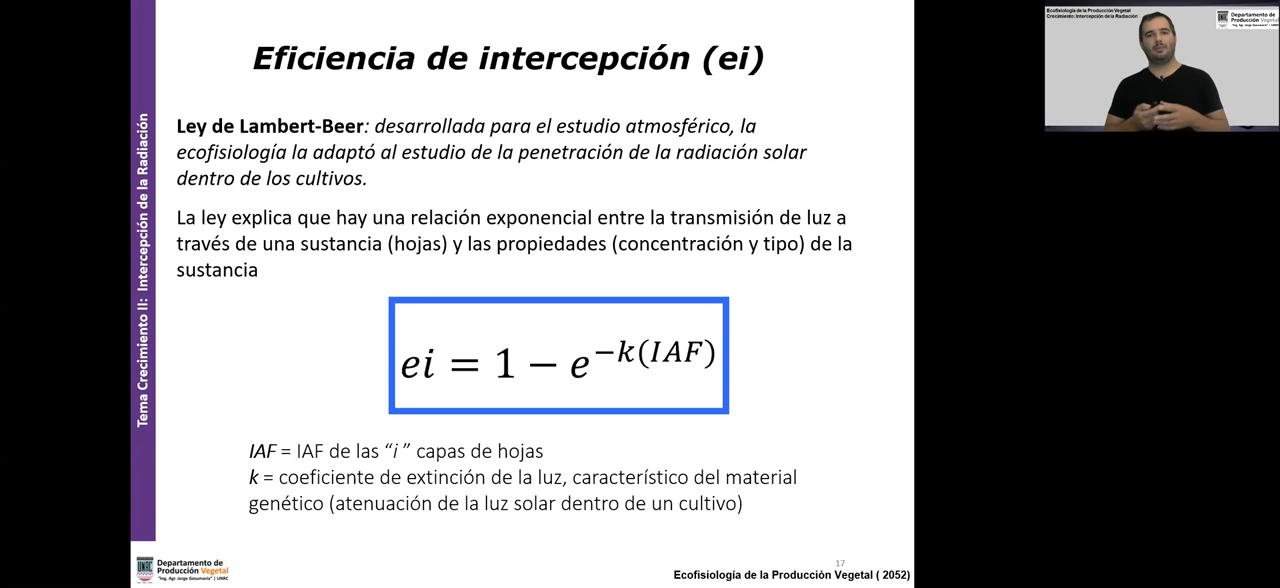 Eficiencia de intercepción (ei)
Ley de Lambert-Beer: desarrollada para el estudio atmosférico, la
ecofisiología la adaptó al estudio de la penetración de la radiación solar
dentro de los cultivos.
La ley explica que hay una relación exponencial entre la transmisión de luz a
través de una sustancia (hojas) y las propiedades (concentración y tipo) de la
sustancia
ei = 1 − e^−k(IAF)
IAF = IAF de las “i ” capas de hojas
k = coeficiente de extinción de la luz, característico del material
genético (atenuación de la luz solar dentro de un cultivo)
Tema Crecimiento II: Intercepción de la Radiación
UNRC
Departamento de
Producción Vegetal
"Ing. Agr. Jorge Gesumaría" | UNRC
17
Ecofisiología de la Producción Vegetal ( 2052)
Ecofisiología de la Producción Vegetal
Crecimiento: Intercepción de la Radiación
Departamento de
Producción Vegetal